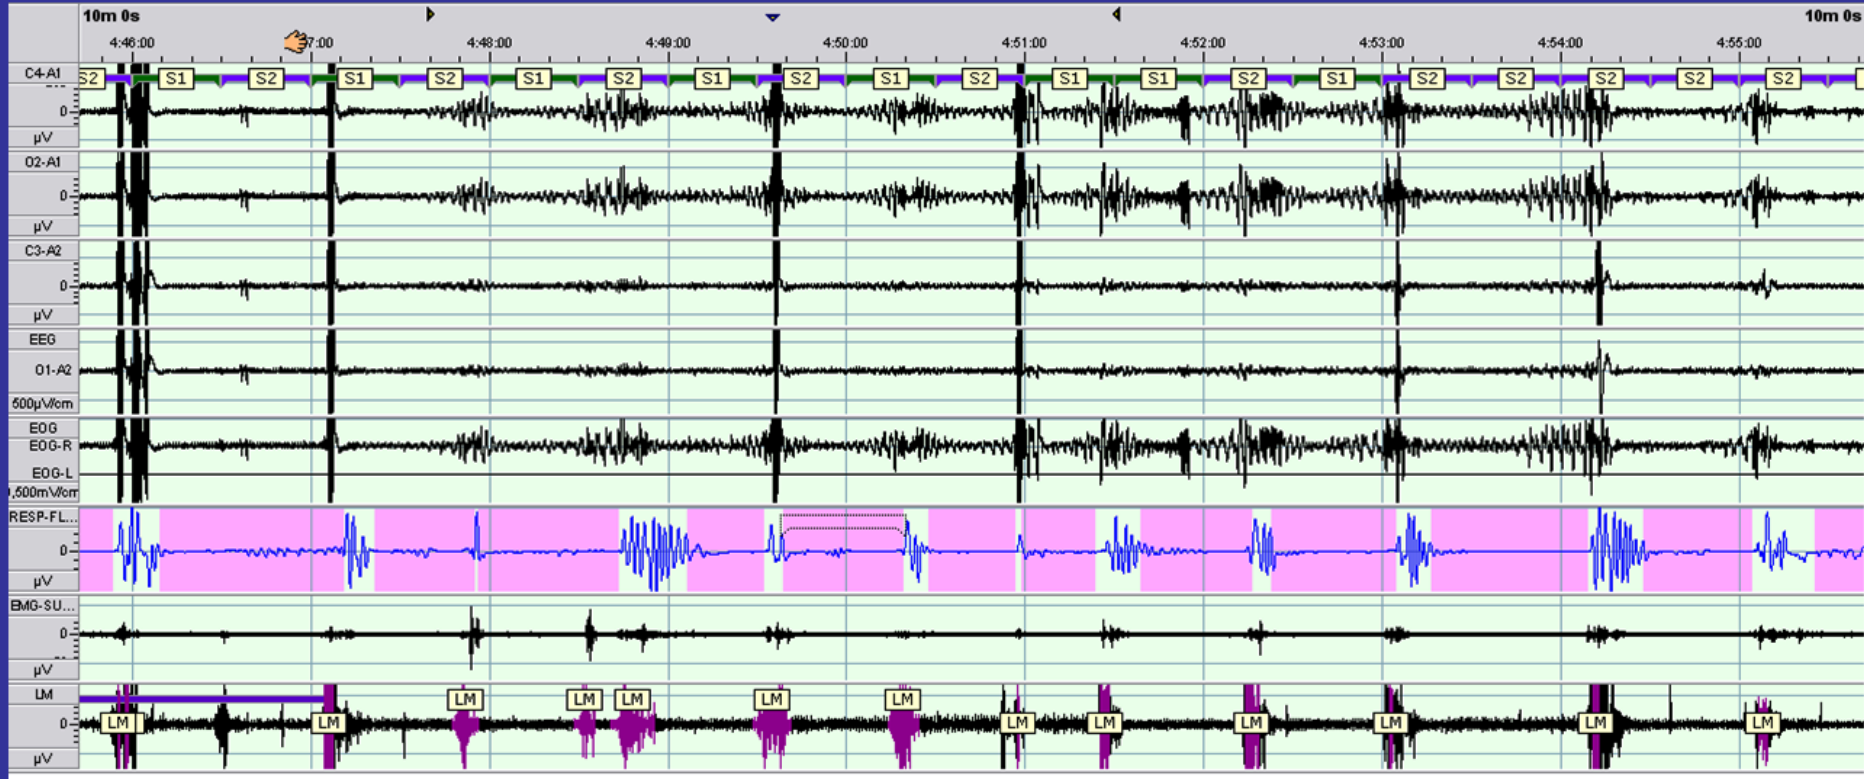 10m 0s 10m 0s
4:46:00 7:00 4:48:00 4:49:00 4:50:00 4:51:00 4:52:00 4:53:00 4:54:00 4:55:00
C4-A1 S2 S1 S2 S1 S2 S1 S2 S1 S2 S1 S2 S1 S1 S2 S1 S2 S2 S2 S2 S2
0
µV
O2-A1
0
µV
C3-A2
0
µV
EEG
O1-A2
500µV/cm
EOG
EOG-R
EOG-L
,500mV/cm
RESP-FL...
0
µV
EMG-SU...
0
µV
LM
LM LM LM LM LM
0 LM LM LM LM LM LM LM LM
µV